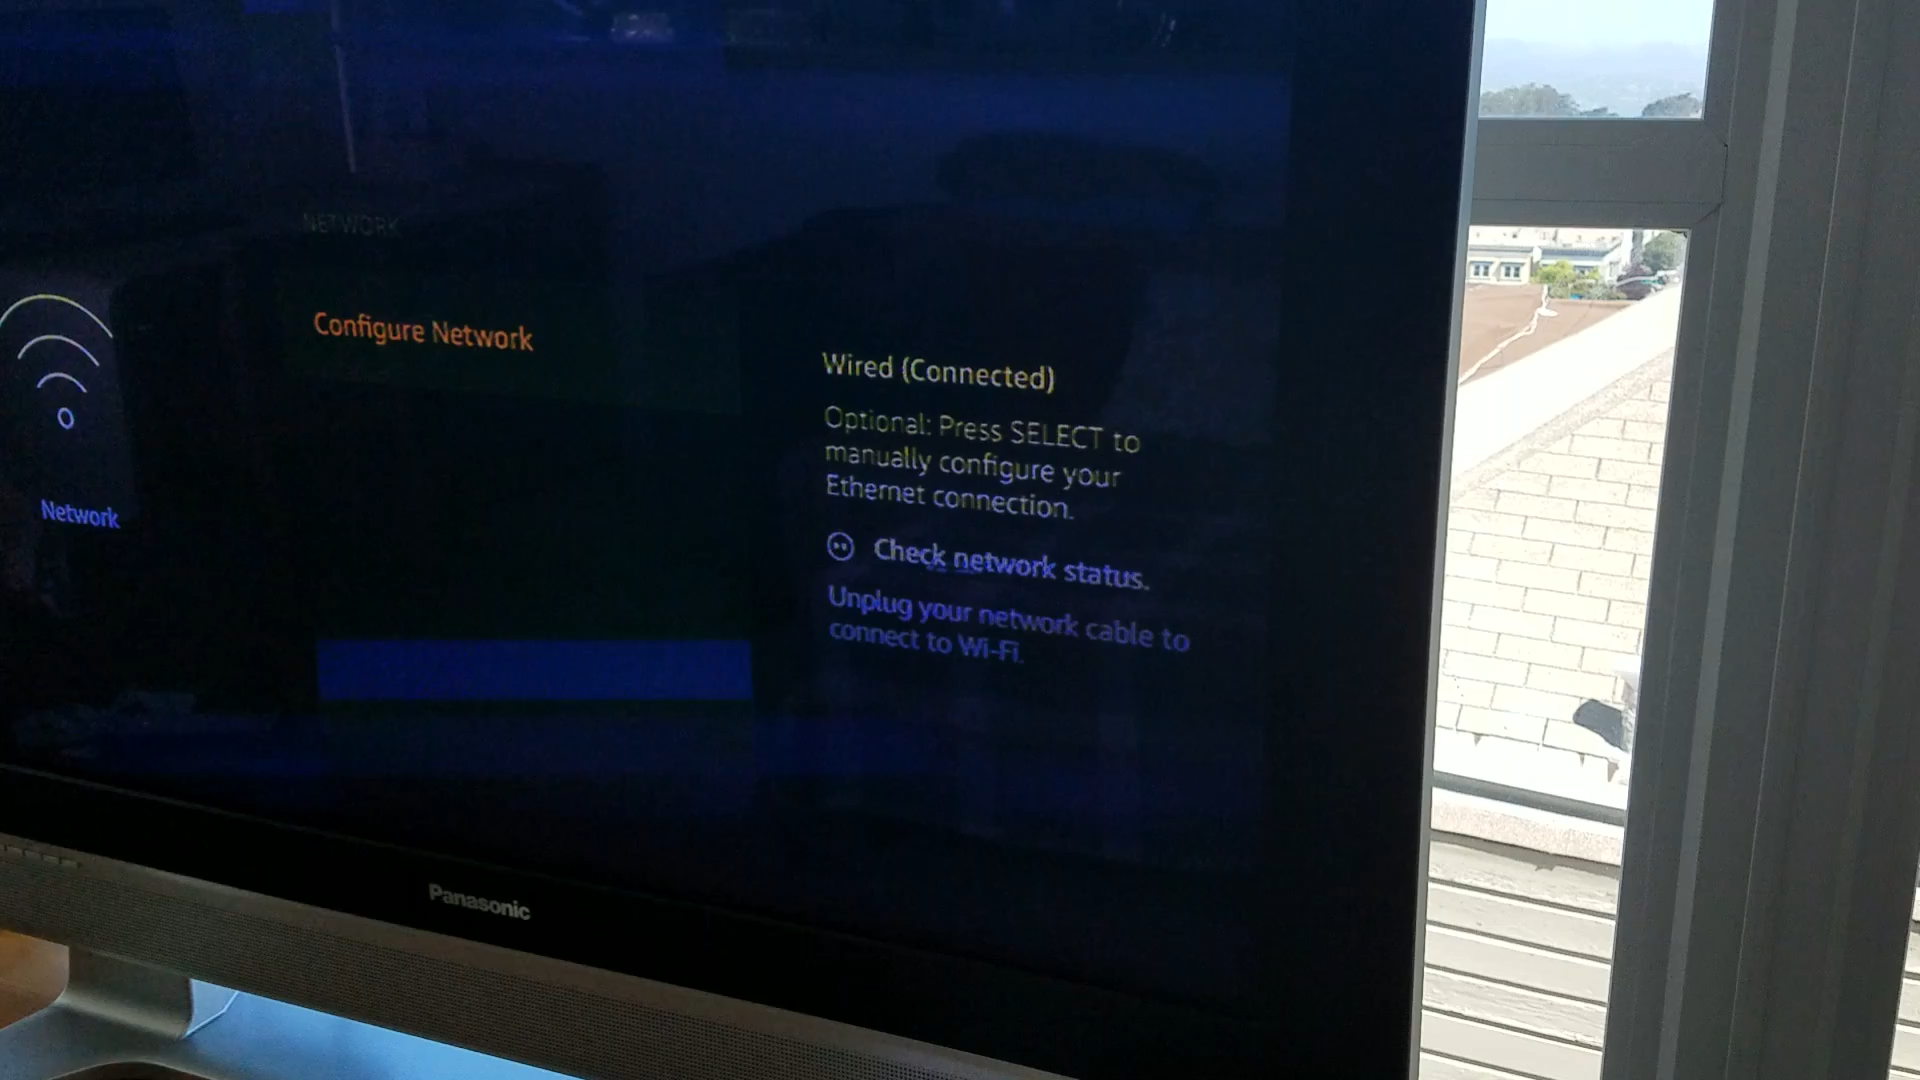 NETWORK
Configure Network
Network
Wired (Connected)
Optional: Press SELECT to
manually configure your
Ethernet connection.
Check network status.
Unplug your network cable to
connect to Wi-Fi.
Panasonic